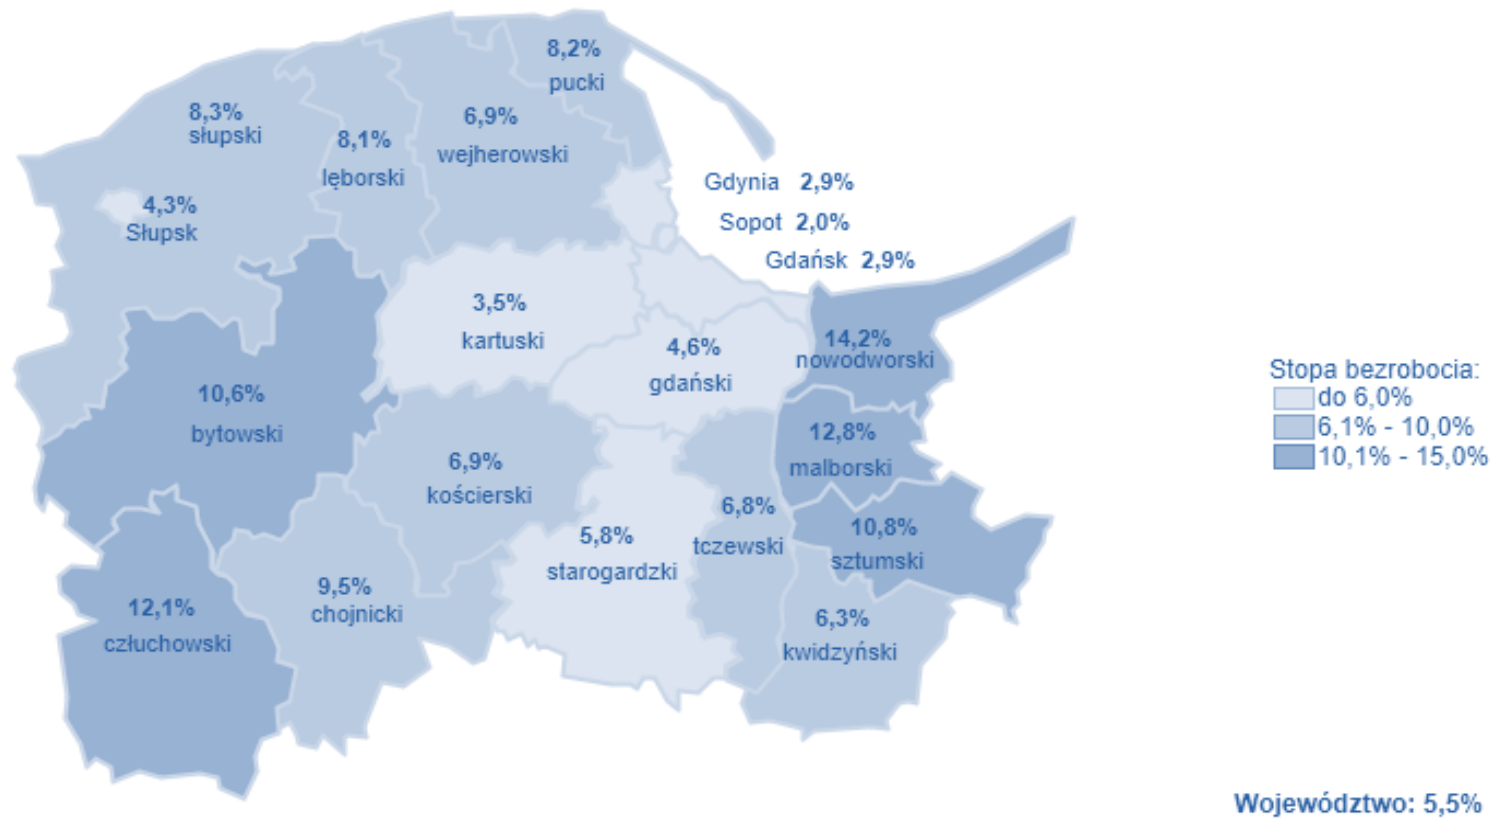 8,2%
pucki
8,3%
słupski
6,9%
wejherowski
8,1%
lęborski
Gdynia 2,9%
4,3%
Słupsk
Sopot 2,0%
Gdańsk 2,9%
3,5%
kartuski
4,6%
gdański
14,2%
nowodworski
Stopa bezrobocia:
do 6,0%
6,1% - 10,0%
10,1% - 15,0%
10,6%
bytowski
12,8%
malborski
6,9%
kościerski
6,8%
tczewski
10,8%
sztumski
5,8%
starogardzki
9,5%
chojnicki
12,1%
człuchowski
6,3%
kwidzyński
Województwo: 5,5%